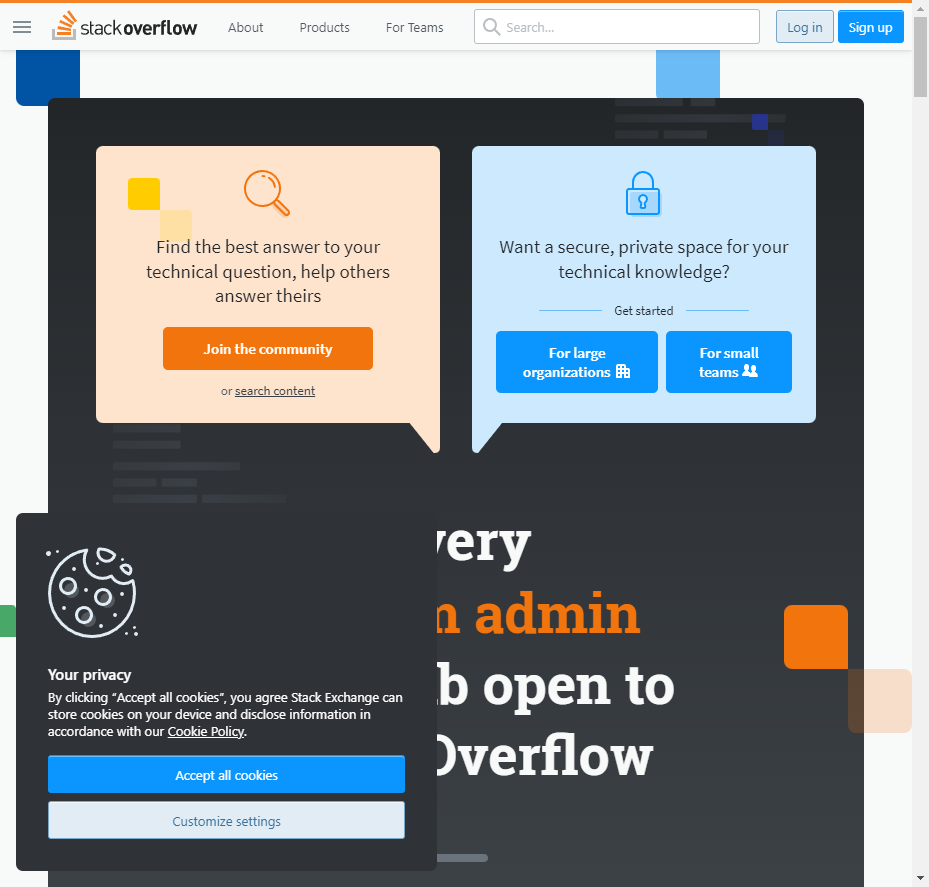 stackoverflow
About
Products
For Teams
Search...
Log in
Sign up
Find the best answer to your
technical question, help others
answer theirs
Join the community
or search content
Want a secure, private space for your
technical knowledge?
Get started
For large
organizations
For small
teams
admin
open to
Your privacy
By clicking “Accept all cookies”, you agree Stack Exchange can
store cookies on your device and disclose information in
accordance with our Cookie Policy.
Accept all cookies
Customize settings